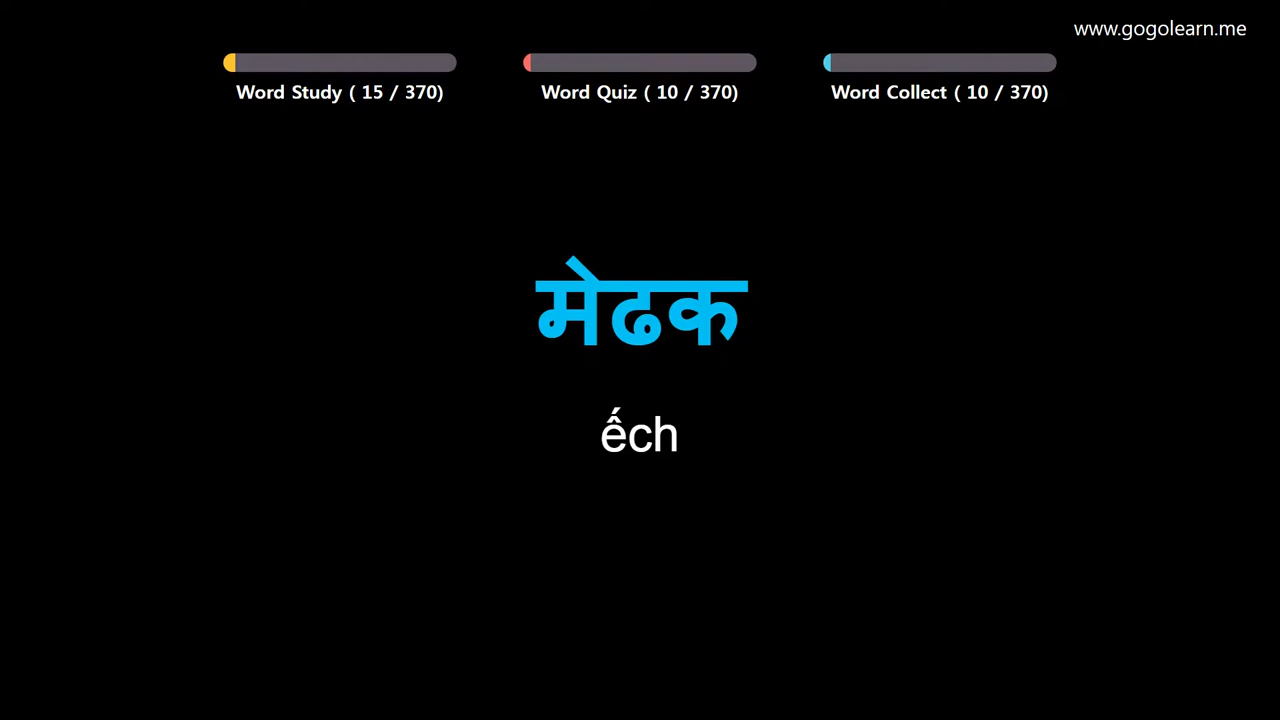 www.gogolearn.me
Word Study ( 15 / 370)
Word Quiz ( 10 / 370)
Word Collect ( 10 / 370)
मेढक
ếch